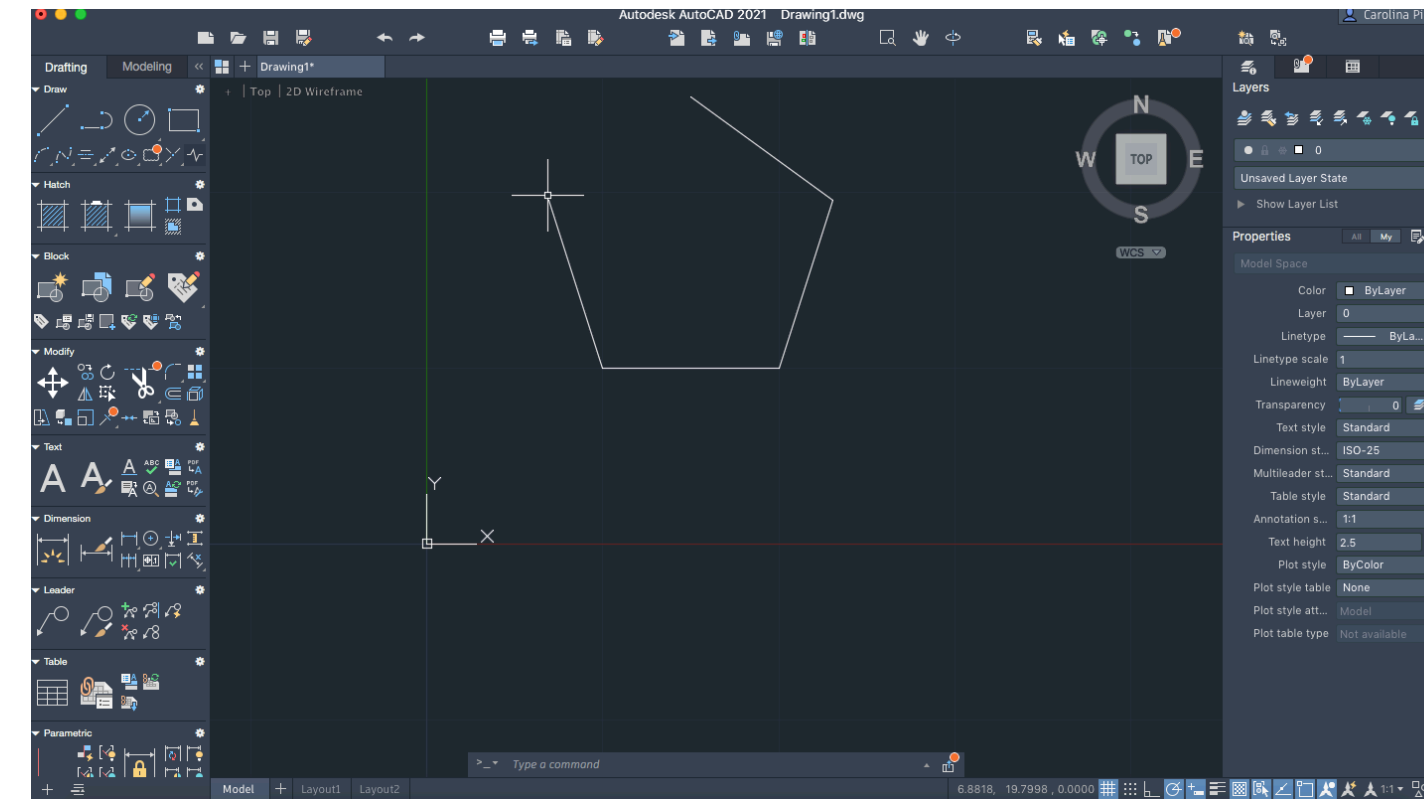 Autodesk AutoCAD 2021 Drawing1.dwg
Carolina Pi
Drafting Modeling
Drawing1*
Draw
Top 2D Wireframe
Hatch
Block
Modify
Text
A A A ABC A PDF A
A A PDF
Dimension
Leader
Table
Parametric
N
W TOP E
S
WCS
Y
X
>_ Type a command
Model + Layout1 Layout2
6.8818, 19.7998, 0.0000
1:1
Layers
0
Unsaved Layer State
Show Layer List
Properties All My
Model Space
Color ByLayer
Layer 0
Linetype ByLa...
Linetype scale 1
Lineweight ByLayer
Transparency 0
Text style Standard
Dimension st... ISO-25
Multileader st... Standard
Table style Standard
Annotation s... 1:1
Text height 2.5
Plot style ByColor
Plot style table None
Plot style att... Model
Plot table type Not available